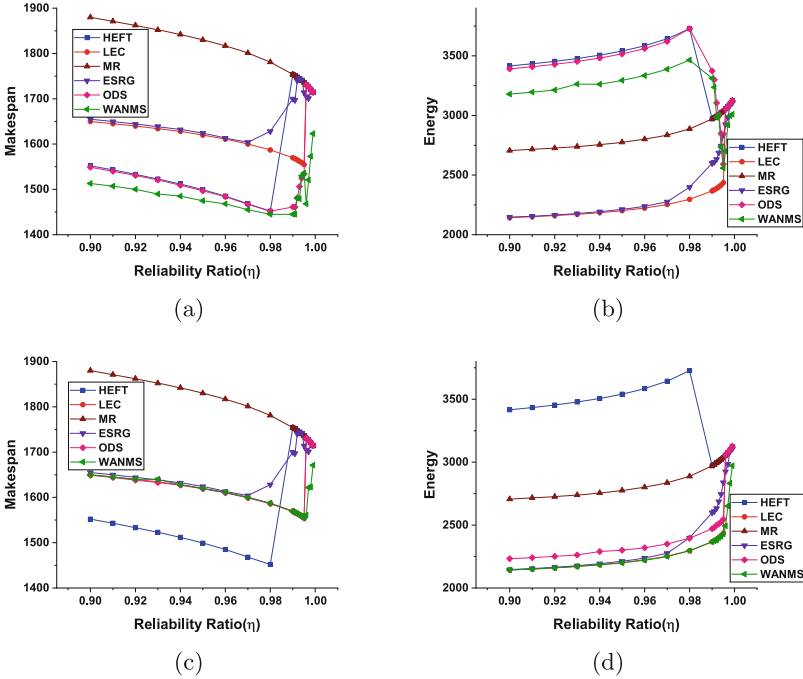 1900
1800
1700
1600
1500
1400
Makespan
HEFT
LEC
MR
ESRG
ODS
WANMS
0.90 0.92 0.94 0.96 0.98 1.00
Reliability Ratio(η)
(a)
3500
3000
2500
2000
Energy
HEFT
LEC
MR
ESRG
ODS
WANMS
0.90 0.92 0.94 0.96 0.98 1.00
Reliability Ratio(η)
(b)
1900
1800
1700
1600
1500
1400
Makespan
HEFT
LEC
MR
ESRG
ODS
WANMS
0.90 0.92 0.94 0.96 0.98 1.00
Reliability Ratio(η)
(c)
3500
3000
2500
2000
Energy
HEFT
LEC
MR
ESRG
ODS
WANMS
0.90 0.92 0.94 0.96 0.98 1.00
Reliability Ratio(η)
(d)